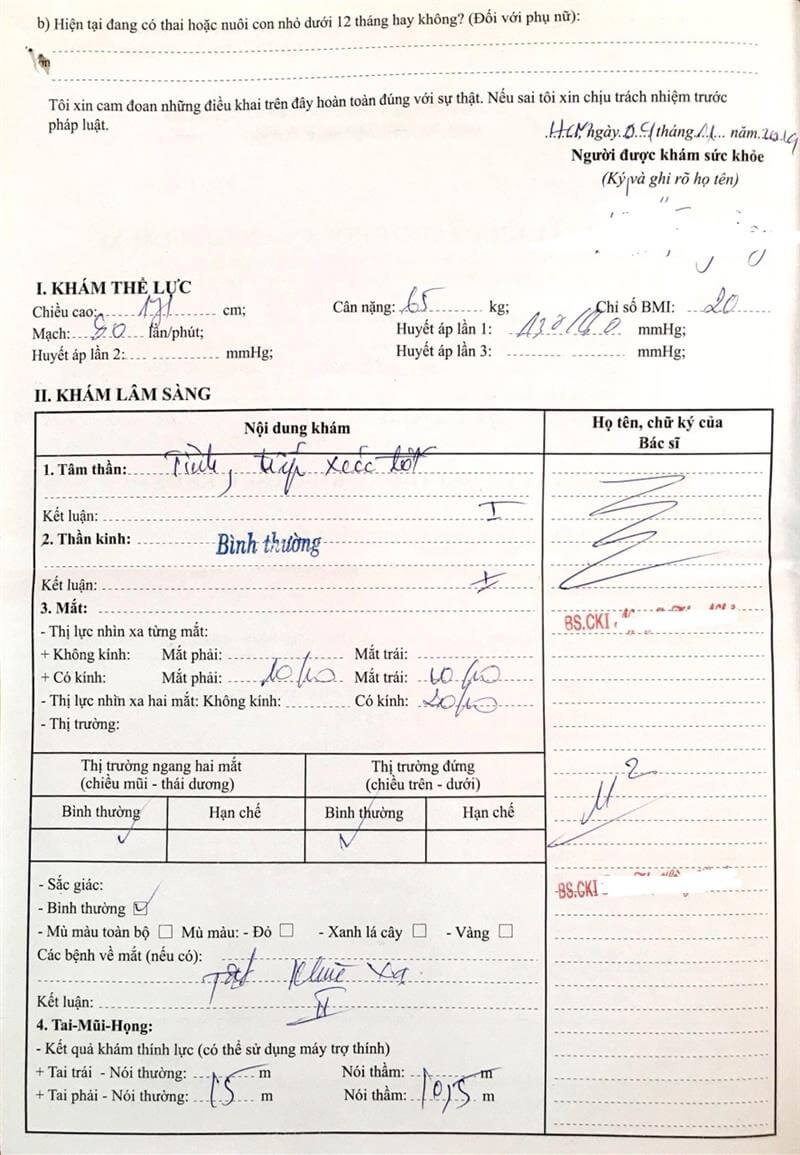 b) Hiện tại đang có thai hoặc nuôi con nhỏ dưới 12 tháng hay không? (Đối với phụ nữ):
Tôi xin cam đoan những điều khai trên đây hoàn toàn đúng với sự thật. Nếu sai tôi xin chịu trách nhiệm trước
pháp luật.
HCM ngày 04 tháng 11 năm 2019
Người được khám sức khỏe
(Ký và ghi rõ họ tên)
I. KHÁM THỂ LỰC
Chiều cao: 171 cm; Cân nặng: 65 kg; Chỉ số BMI: 20
Mạch: 80 lần/phút; Huyết áp lần 1: 130/ mmHg;
Huyết áp lần 2: mmHg; Huyết áp lần 3: mmHg;
II. KHÁM LÂM SÀNG
Nội dung khám
Họ tên, chữ ký của
Bác sĩ
1. Tâm thần: Tỉnh, tiếp xúc tốt
Kết luận: I
2. Thần kinh: Bình thường
Kết luận: I
3. Mắt:
BS.CKI
- Thị lực nhìn xa từng mắt:
+ Không kính: Mắt phải: Mắt trái:
+ Có kính: Mắt phải: 10/10 Mắt trái: 10/10
- Thị lực nhìn xa hai mắt: Không kính: Có kính: 20/10
- Thị trường:
Thị trường ngang hai mắt
(chiều mũi - thái dương)
Thị trường đứng
(chiều trên - dưới)
Bình thường Hạn chế Bình thường Hạn chế
- Sắc giác:
BS.CKI
- Bình thường
- Mù màu toàn bộ Mù màu: - Đỏ - Xanh lá cây - Vàng
Các bệnh về mắt (nếu có):
Tật khúc xạ
Kết luận: II
4. Tai-Mũi-Họng:
- Kết quả khám thính lực (có thể sử dụng máy trợ thính)
+ Tai trái - Nói thường: m Nói thầm: m
+ Tai phải - Nói thường: 5 m Nói thầm: 0,5 m